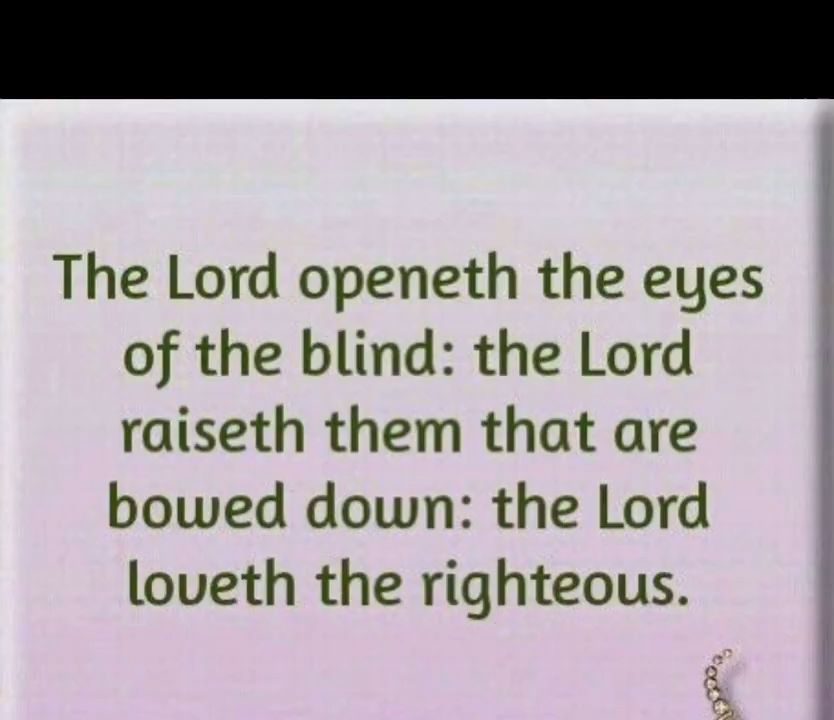 The Lord openeth the eyes
of the blind: the Lord
raiseth them that are
bowed down: the Lord
loveth the righteous.